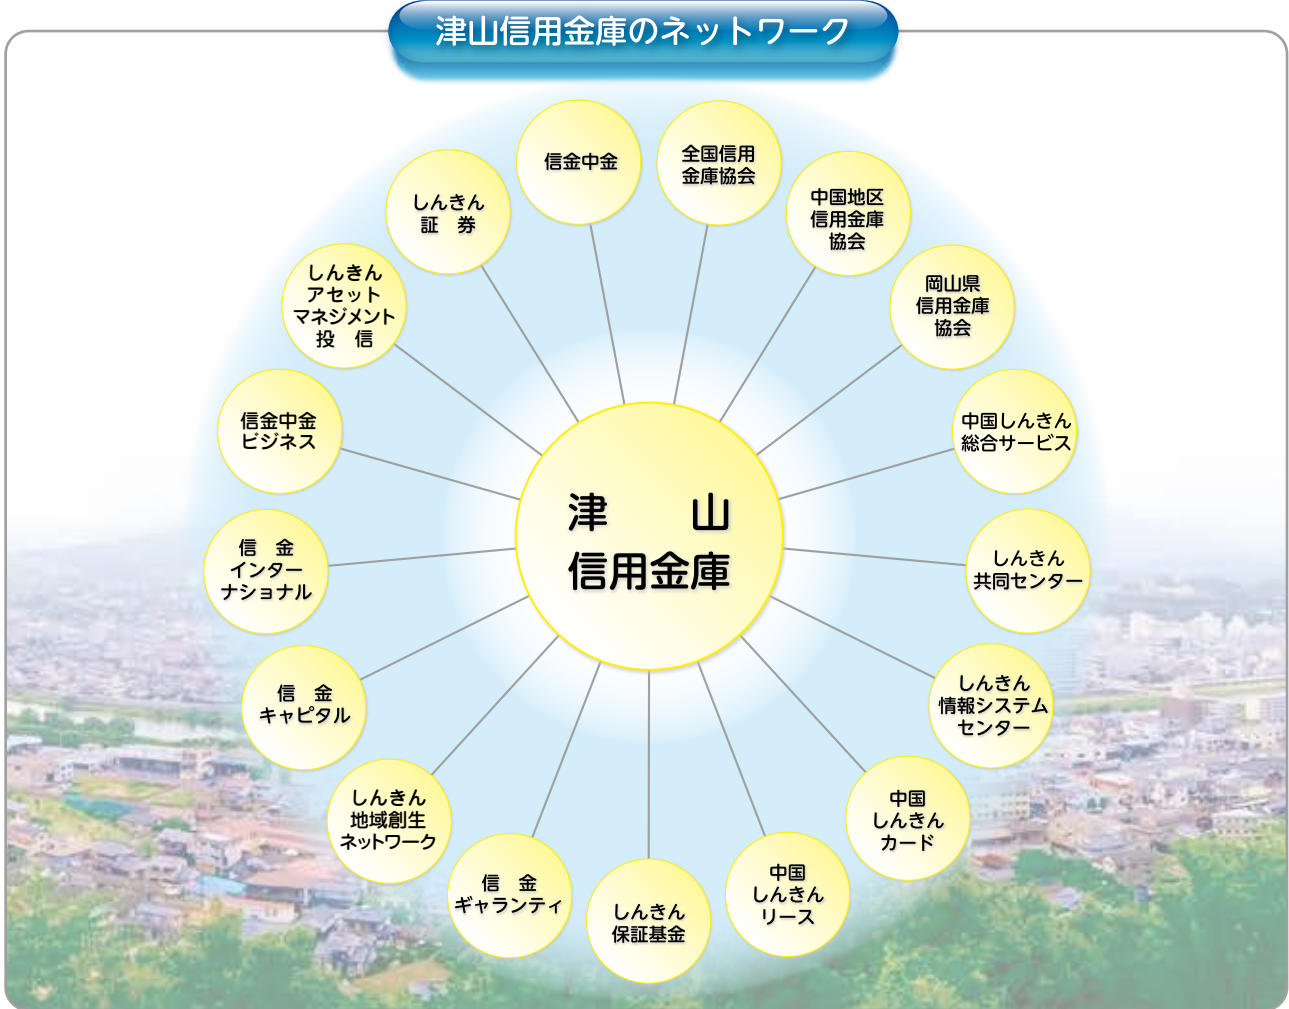 津山信用金庫のネットワーク
信金中金
全国信用
金庫協会
中国地区
信用金庫
協会
岡山県
信用金庫
協会
中国しんきん
総合サービス
しんきん
共同センター
しんきん
情報システム
センター
中国
しんきん
カード
中国
しんきん
リース
しんきん
保証基金
信　金
ギャランティ
しんきん
地域創生
ネットワーク
信　金
キャピタル
信　金
インター
ナショナル
信金中金
ビジネス
しんきん
アセット
マネジメント
投　信
しんきん
証　券
津　　山
信用金庫